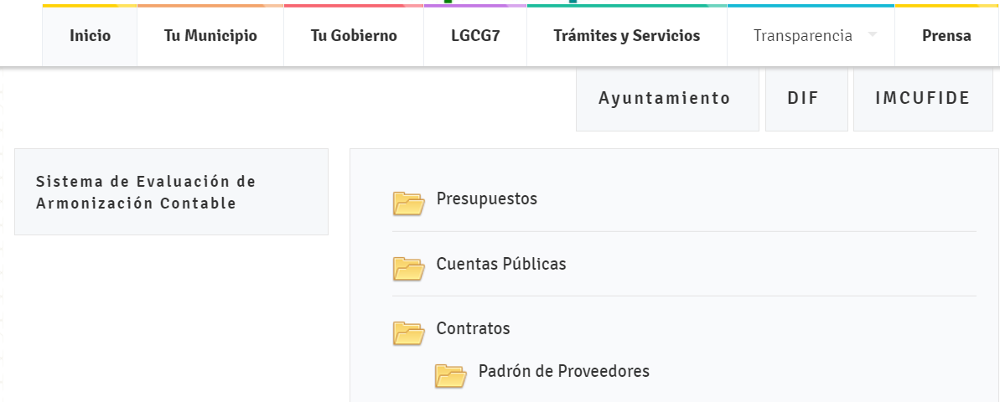 Inicio
Tu Municipio
Tu Gobierno
LGCG7
Trámites y Servicios
Transparencia
Prensa
Ayuntamiento
DIF
IMCUFIDE
Sistema de Evaluación de
Armonización Contable
Presupuestos
Cuentas Públicas
Contratos
Padrón de Proveedores